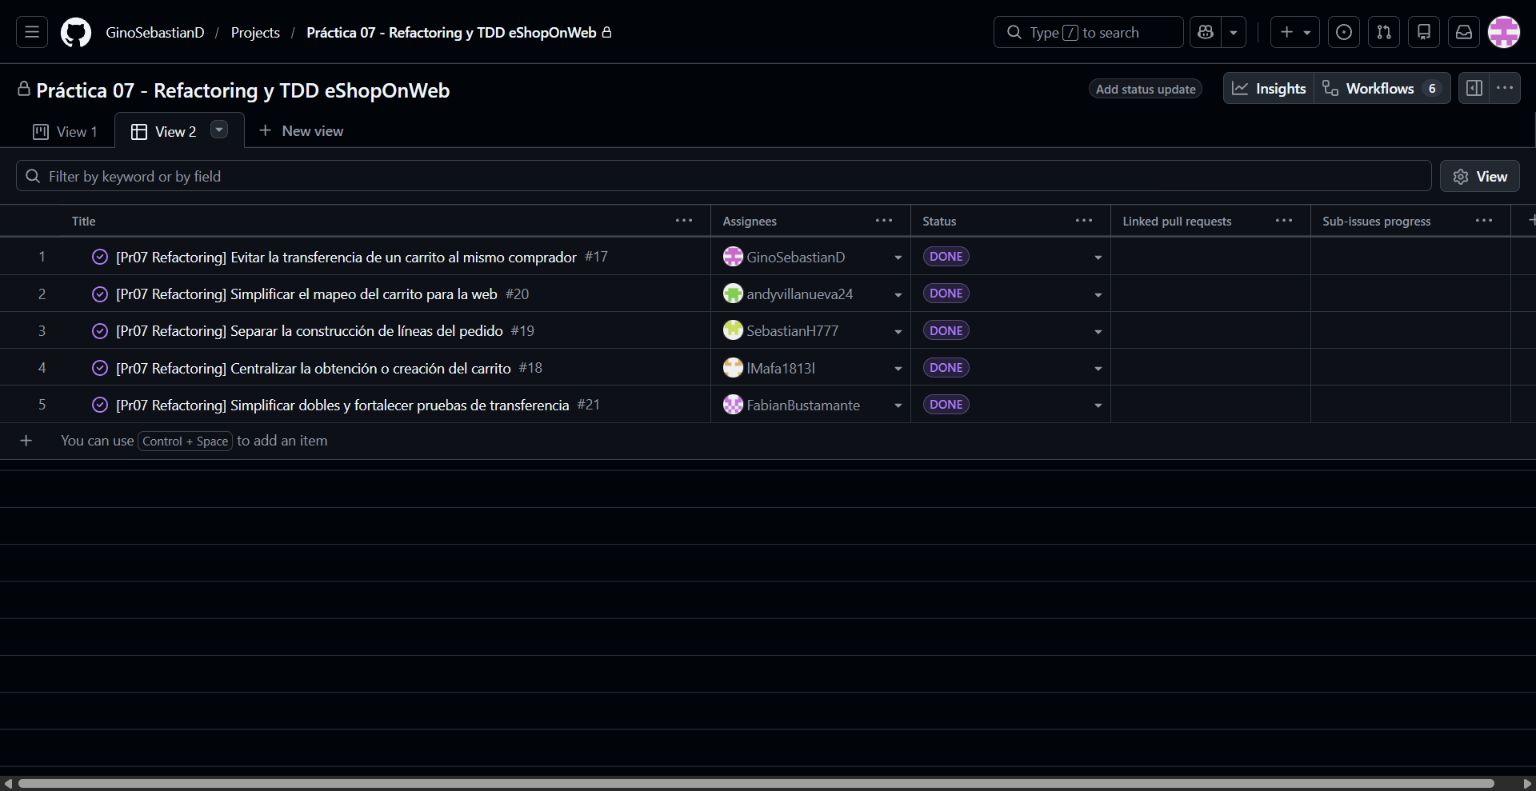 GinoSebastianD / Projects / Práctica 07 - Refactoring y TDD eShopOnWeb
Type / to search
Práctica 07 - Refactoring y TDD eShopOnWeb
Add status update
Insights
Workflows 6
View 1
View 2
New view
Filter by keyword or by field
View
Title Assignees Status Linked pull requests Sub-issues progress
1 [Pr07 Refactoring] Evitar la transferencia de un carrito al mismo comprador #17 GinoSebastianD DONE
2 [Pr07 Refactoring] Simplificar el mapeo del carrito para la web #20 andyvillanueva24 DONE
3 [Pr07 Refactoring] Separar la construcción de líneas del pedido #19 SebastianH777 DONE
4 [Pr07 Refactoring] Centralizar la obtención o creación del carrito #18 lMafa1813l DONE
5 [Pr07 Refactoring] Simplificar dobles y fortalecer pruebas de transferencia #21 FabianBustamante DONE
You can use Control + Space to add an item